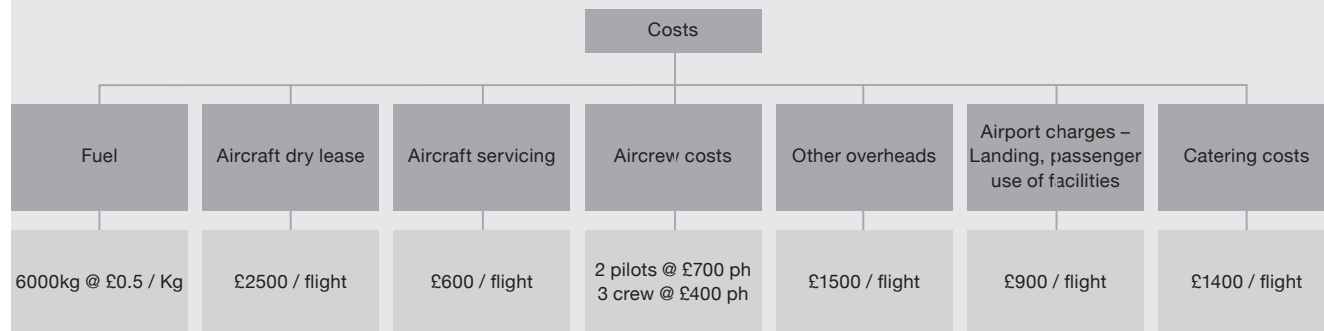 Costs
Fuel
Aircraft dry lease
Aircraft servicing
Aircrew costs
Other overheads
Airport charges –
Landing, passenger
use of facilities
Catering costs
6000kg @ £0.5 / Kg
£2500 / flight
£600 / flight
2 pilots @ £700 ph
3 crew @ £400 ph
£1500 / flight
£900 / flight
£1400 / flight